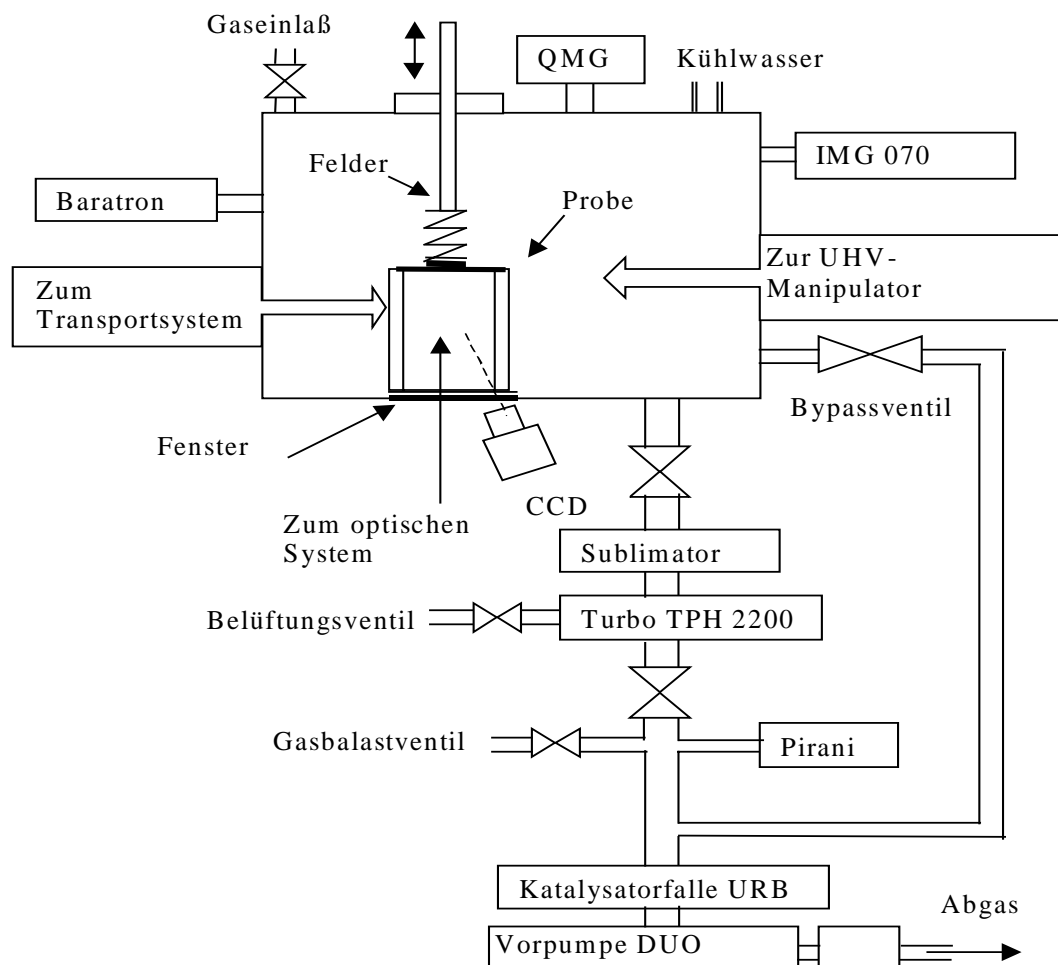 Gaseinlaß
QMG
Kühlwasser
Felder
IMG 070
Probe
Baratron
Zur UHV-
Manipulator
Zum
Transportsystem
Bypassventil
Fenster
CCD
Zum optischen
System
Sublimator
Belüftungsventil
Turbo TPH 2200
Gasbalastventil
Pirani
Katalysatorfalle URB
Abgas
Vorpumpe DUO